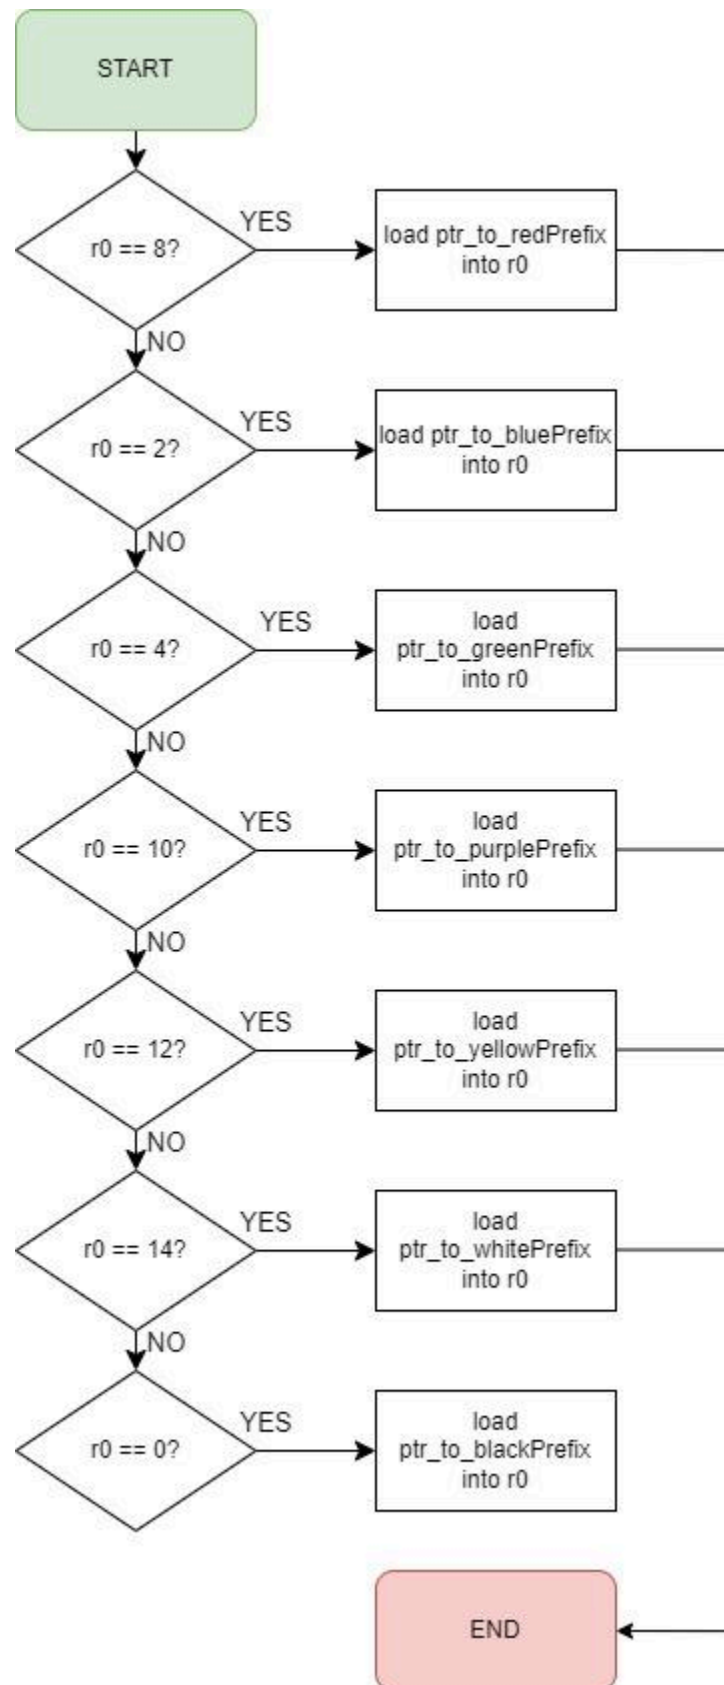 START
r0 == 8?
YES
load ptr_to_redPrefix
into r0
NO
r0 == 2?
YES
load ptr_to_bluePrefix
into r0
NO
r0 == 4?
YES
load
ptr_to_greenPrefix
into r0
NO
r0 == 10?
YES
load
ptr_to_purplePrefix
into r0
NO
r0 == 12?
YES
load
ptr_to_yellowPrefix
into r0
NO
r0 == 14?
YES
load
ptr_to_whitePrefix
into r0
NO
r0 == 0?
YES
load
ptr_to_blackPrefix
into r0
END